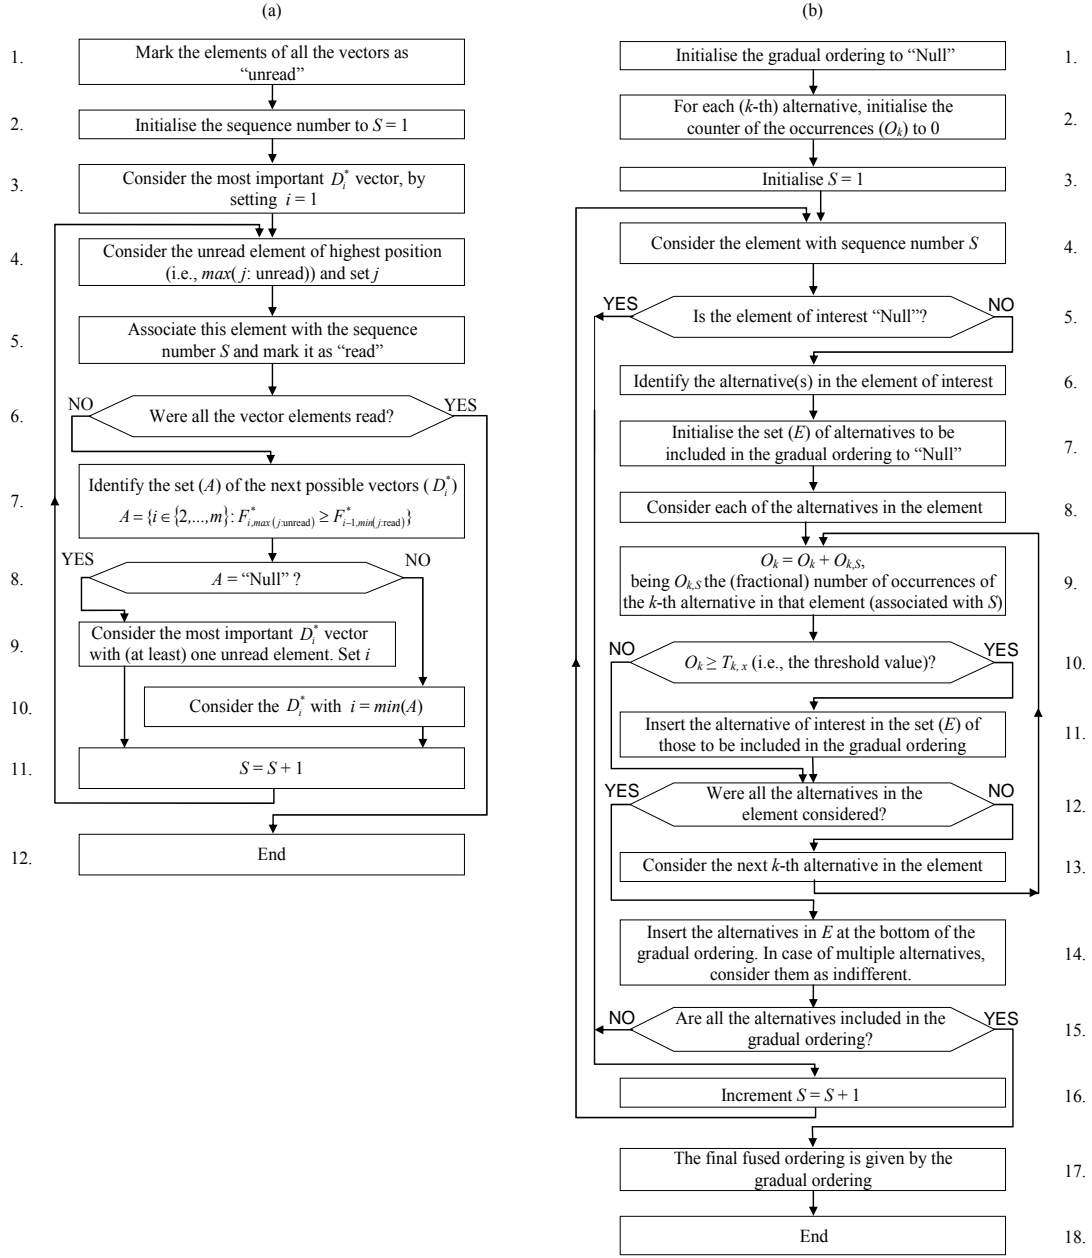 (a)
1.
Mark the elements of all the vectors as
“unread”
2.
Initialise the sequence number to S = 1
3.
Consider the most important D_i^* vector, by
setting i = 1
4.
Consider the unread element of highest position
(i.e., max( j: unread)) and set j
5.
Associate this element with the sequence
number S and mark it as “read”
6.
NO
Were all the vector elements read?
YES
7.
Identify the set (A) of the next possible vectors ( D_i^* )
A = {i ∈ {2,...,m}: F^*_{i,max(j:unread)} ≥ F^*_{i−1,min(j:read)}}
8.
YES
A = “Null” ?
NO
9.
Consider the most important D_i^* vector
with (at least) one unread element. Set i
10.
Consider the D_i^* with i = min(A)
11.
S = S + 1
12.
End
(b)
Initialise the gradual ordering to “Null”
1.
For each (k-th) alternative, initialise the
counter of the occurrences (O_k) to 0
2.
Initialise S = 1
3.
Consider the element with sequence number S
4.
YES
Is the element of interest “Null”?
NO
5.
Identify the alternative(s) in the element of interest
6.
Initialise the set (E) of alternatives to be
included in the gradual ordering to “Null”
7.
Consider each of the alternatives in the element
8.
O_k = O_k + O_{k,S},
being O_{k,S} the (fractional) number of occurrences of
the k-th alternative in that element (associated with S)
9.
NO
O_k ≥ T_{k, x} (i.e., the threshold value)?
YES
10.
Insert the alternative of interest in the set (E) of
those to be included in the gradual ordering
11.
YES
Were all the alternatives in the
element considered?
NO
12.
Consider the next k-th alternative in the element
13.
Insert the alternatives in E at the bottom of the
gradual ordering. In case of multiple alternatives,
consider them as indifferent.
14.
NO
Are all the alternatives included in the
gradual ordering?
YES
15.
Increment S = S + 1
16.
The final fused ordering is given by the
gradual ordering
17.
End
18.